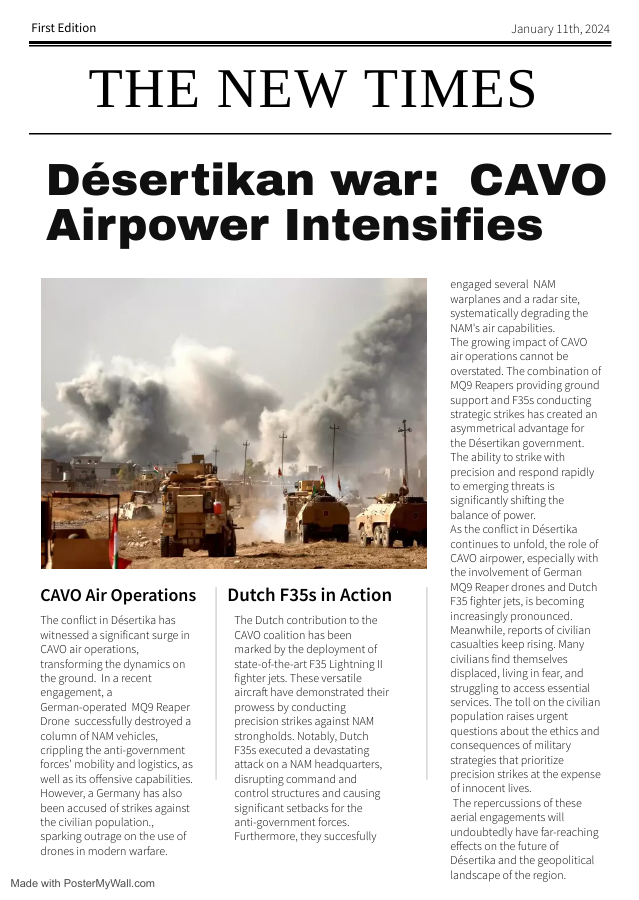 First Edition
January 11th, 2024
THE NEW TIMES
Désertikan war:  CAVO
Airpower Intensifies
CAVO Air Operations
The conflict in Désertika has
witnessed a significant surge in
CAVO air operations,
transforming the dynamics on
the ground.  In a recent
engagement, a
German-operated  MQ9 Reaper
Drone  successfully destroyed a
column of NAM vehicles,
crippling the anti-government
forces' mobility and logistics, as
well as its offensive capabilities.
However, a Germany has also
been accused of strikes against
the civilian population.,
sparking outrage on the use of
drones in modern warfare.
Dutch F35s in Action
The Dutch contribution to the
CAVO coalition has been
marked by the deployment of
state-of-the-art F35 Lightning II
fighter jets. These versatile
aircraft have demonstrated their
prowess by conducting
precision strikes against NAM
strongholds. Notably, Dutch
F35s executed a devastating
attack on a NAM headquarters,
disrupting command and
control structures and causing
significant setbacks for the
anti-government forces.
Furthermore, they succesfully
engaged several  NAM
warplanes and a radar site,
systematically degrading the
NAM's air capabilities.
The growing impact of CAVO
air operations cannot be
overstated. The combination of
MQ9 Reapers providing ground
support and F35s conducting
strategic strikes has created an
asymmetrical advantage for
the Désertikan government.
The ability to strike with
precision and respond rapidly
to emerging threats is
significantly shifting the
balance of power.
As the conflict in Désertika
continues to unfold, the role of
CAVO airpower, especially with
the involvement of German
MQ9 Reaper drones and Dutch
F35 fighter jets, is becoming
increasingly pronounced.
Meanwhile, reports of civilian
casualties keep rising. Many
civilians find themselves
displaced, living in fear, and
struggling to access essential
services. The toll on the civilian
population raises urgent
questions about the ethics and
consequences of military
strategies that prioritize
precision strikes at the expense
of innocent lives.
The repercussions of these
aerial engagements will
undoubtedly have far-reaching
effects on the future of
Désertika and the geopolitical
landscape of the region.
Made with PosterMyWall.com